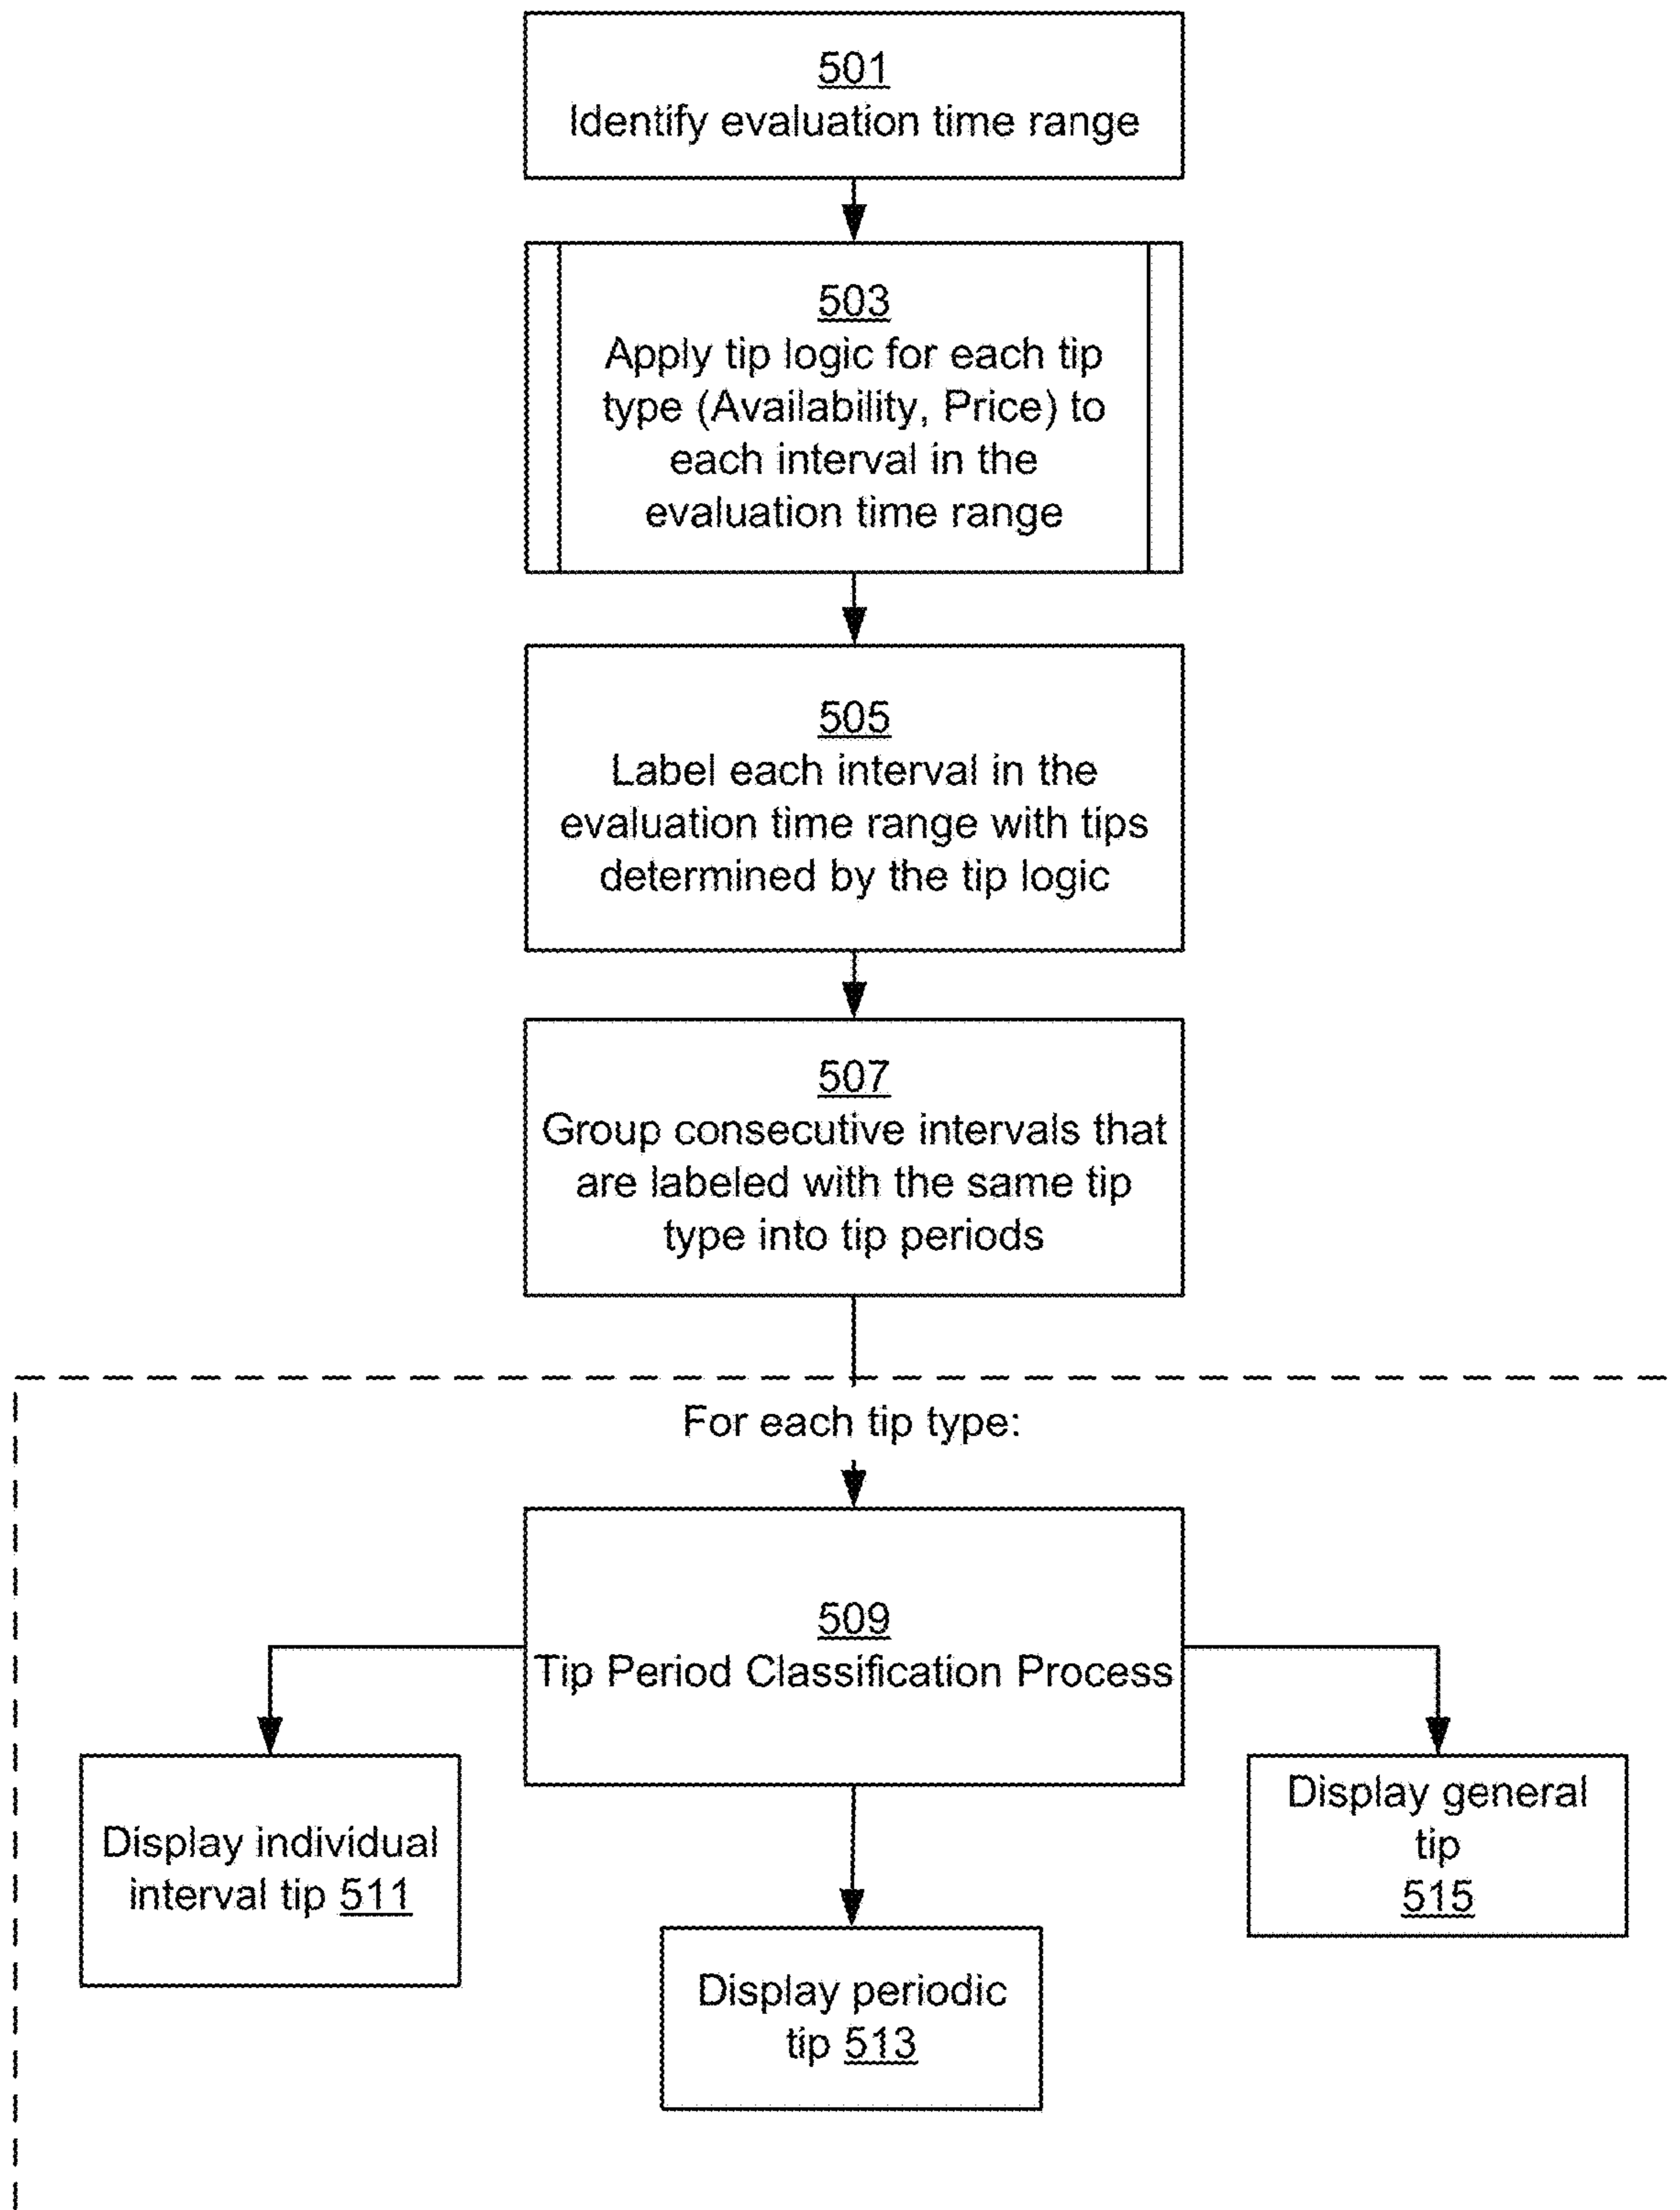 501
Identify evaluation time range
503
Apply tip logic for each tip
type (Availability, Price) to
each interval in the
evaluation time range
505
Label each interval in the
evaluation time range with tips
determined by the tip logic
507
Group consecutive intervals that
are labeled with the same tip
type into tip periods
For each tip type:
509
Tip Period Classification Process
Display individual
interval tip 511
Display periodic
tip 513
Display general
tip
515